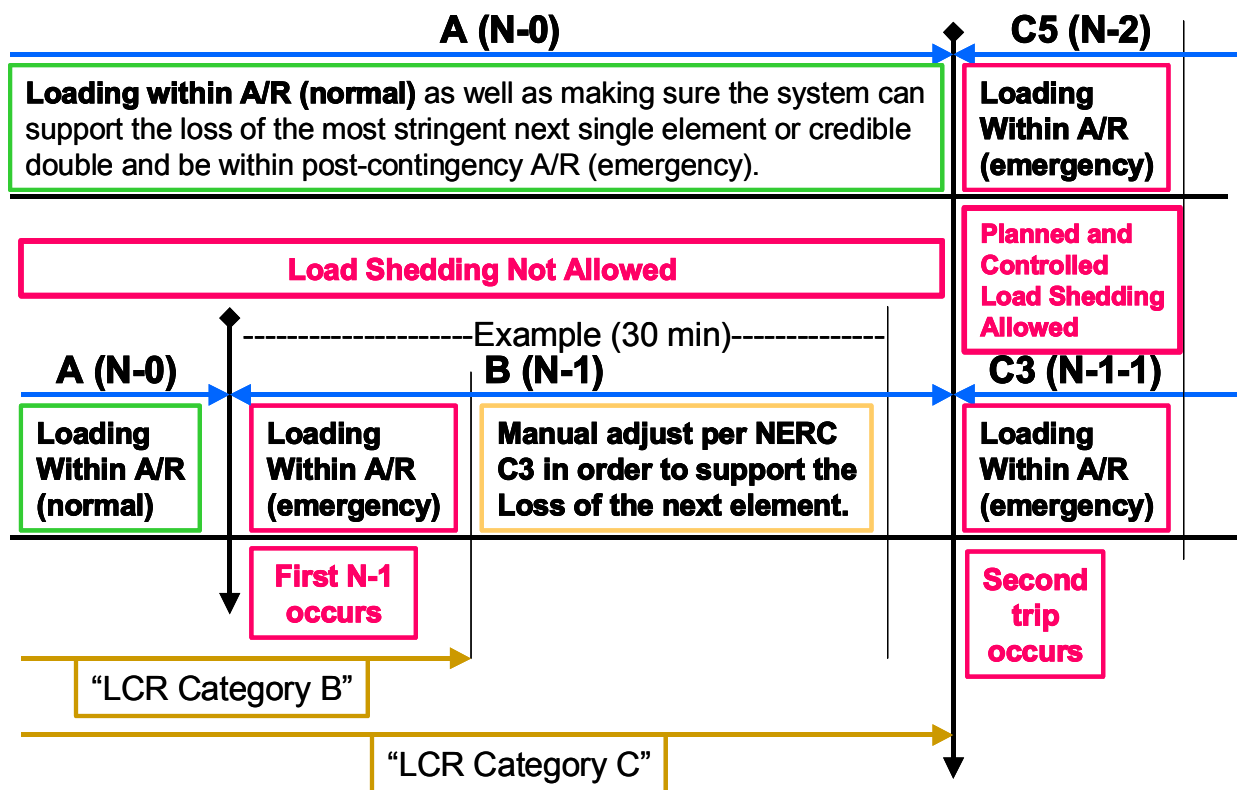 A (N-0)
C5 (N-2)
Loading within A/R (normal) as well as making sure the system can
support the loss of the most stringent next single element or credible
double and be within post-contingency A/R (emergency).
Loading
Within A/R
(emergency)
Load Shedding Not Allowed
Planned and
Controlled
Load Shedding
Allowed
---------------------Example (30 min)--------------
A (N-0)
B (N-1)
C3 (N-1-1)
Loading
Within A/R
(normal)
Loading
Within A/R
(emergency)
Manual adjust per NERC
C3 in order to support the
Loss of the next element.
Loading
Within A/R
(emergency)
First N-1
occurs
Second
trip
occurs
“LCR Category B”
“LCR Category C”